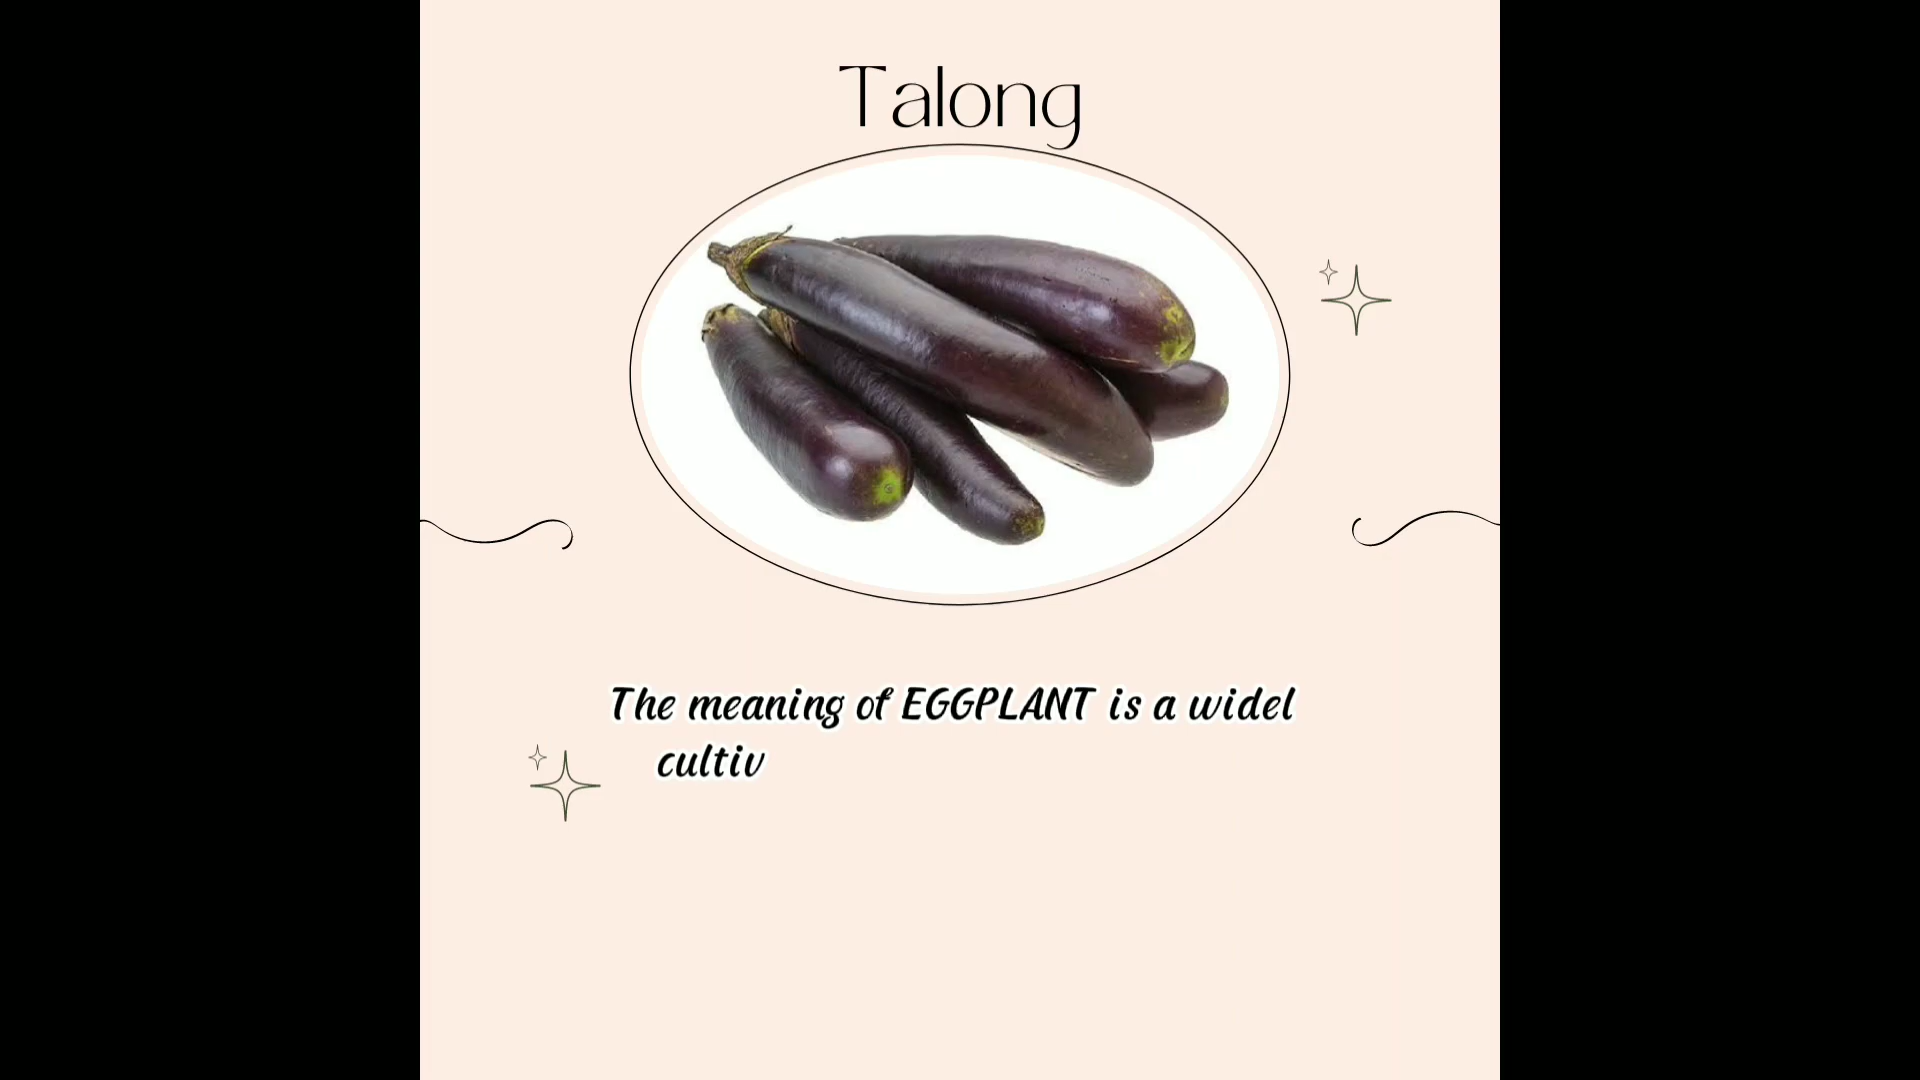 Talong
The meaning of EGGPLANT is a widel
cultiv